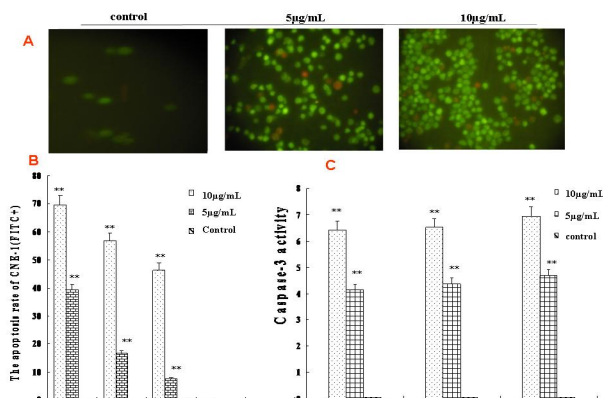 control 5µg/mL 10µg/mL
A
B
C
The apoptosis rate of CNE-1(FITC+)
80
70
60
50
40
30
20
10
0
**
**
**
**
**
**
10µg/mL
5µg/mL
Control
Caspase-3 activity
8
7
6
5
4
3
2
1
0
**
**
**
**
**
**
10µg/mL
5µg/mL
control